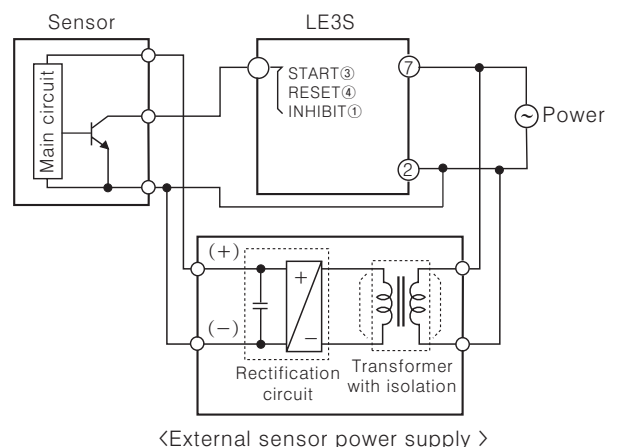 Sensor
LE3S
Main circuit
START③
RESET④
INHIBIT①
⑦
②
~
Power
(+)
(−)
+
−
Rectification
circuit
Transformer
with isolation
<External sensor power supply >